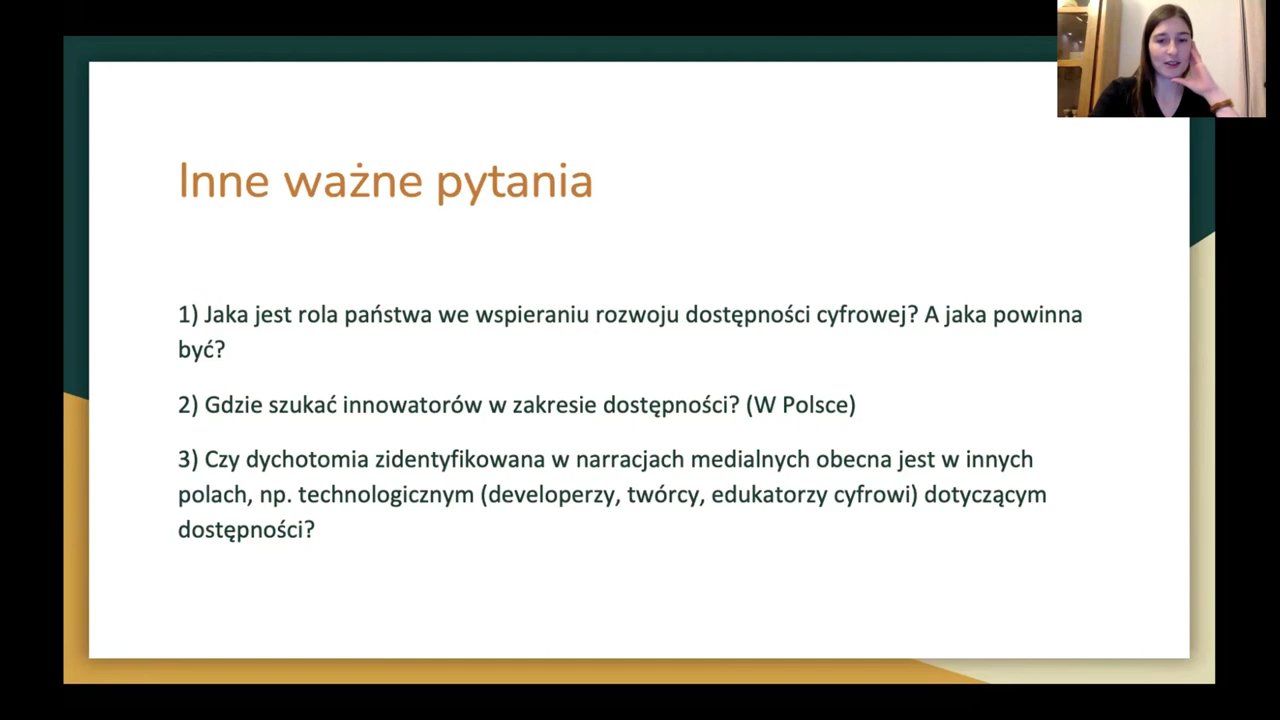 Inne ważne pytania
1) Jaka jest rola państwa we wspieraniu rozwoju dostępności cyfrowej? A jaka powinna
być?
2) Gdzie szukać innowatorów w zakresie dostępności? (W Polsce)
3) Czy dychotomia zidentyfikowana w narracjach medialnych obecna jest w innych
polach, np. technologicznym (developerzy, twórcy, edukatorzy cyfrowi) dotyczącym
dostępności?